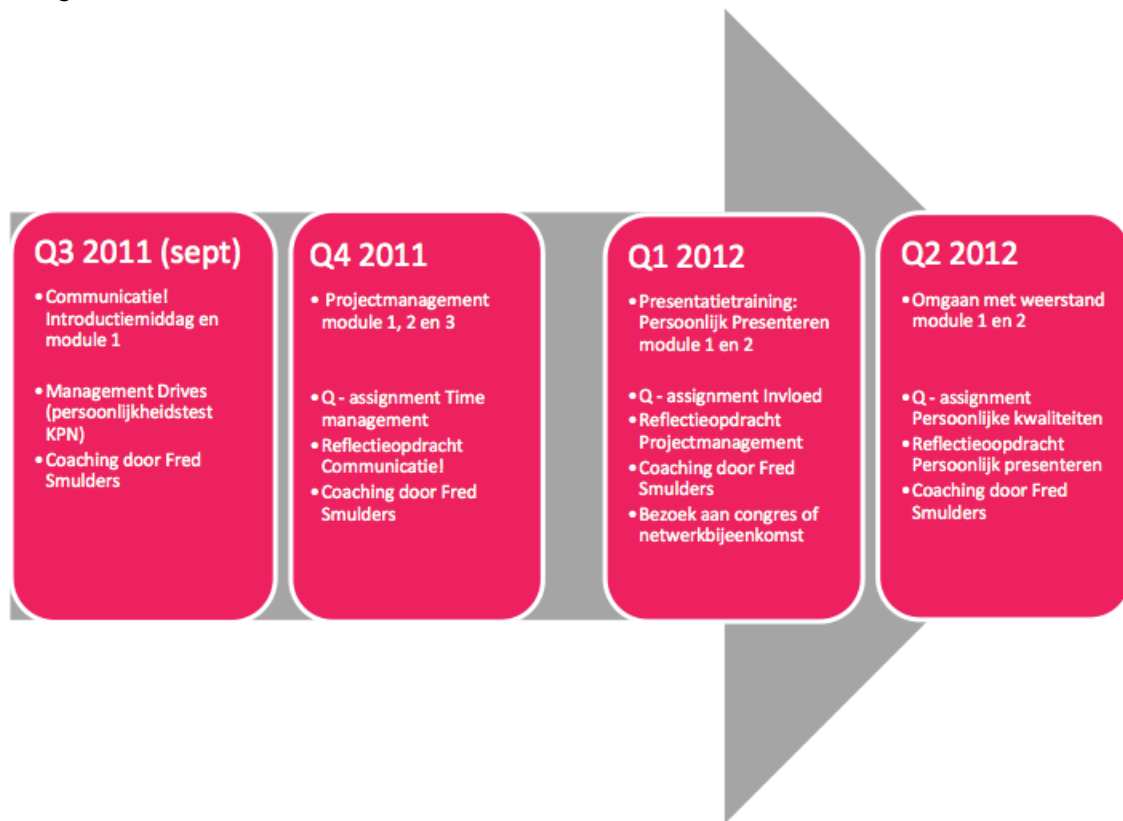 Q3 2011 (sept)
•Communicatie!
Introductiemiddag en
module 1
•Management Drives
(persoonlijkheidstest
KPN)
•Coaching door Fred
Smulders
Q4 2011
• Projectmanagement
module 1, 2 en 3
•Q - assignment Time
management
•Reflectieopdracht
Communicatie!
•Coaching door Fred
Smulders
Q1 2012
•Presentatietraining:
Persoonlijk Presenteren
module 1 en 2
•Q - assignment Invloed
•Reflectieopdracht
Projectmanagement
•Coaching door Fred
Smulders
•Bezoek aan congres of
netwerkbijeenkomst
Q2 2012
•Omgaan met weerstand
module 1 en 2
•Q - assignment
Persoonlijke kwaliteiten
•Reflectieoopdracht
Persoonlijk presenteren
•Coaching door Fred
Smulders